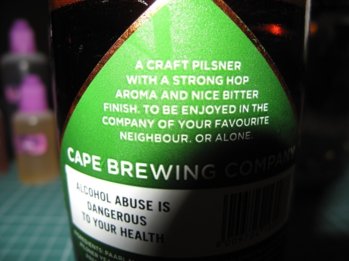 A CRAFT PILSNER
WITH A STRONG HOP
AROMA AND NICE BITTER
FINISH. TO BE ENJOYED IN THE
COMPANY OF YOUR FAVOURITE
NEIGHBOUR. OR ALONE.
CAPE BREWING COMPANY
ALCOHOL ABUSE IS
DANGEROUS
TO YOUR HEALTH